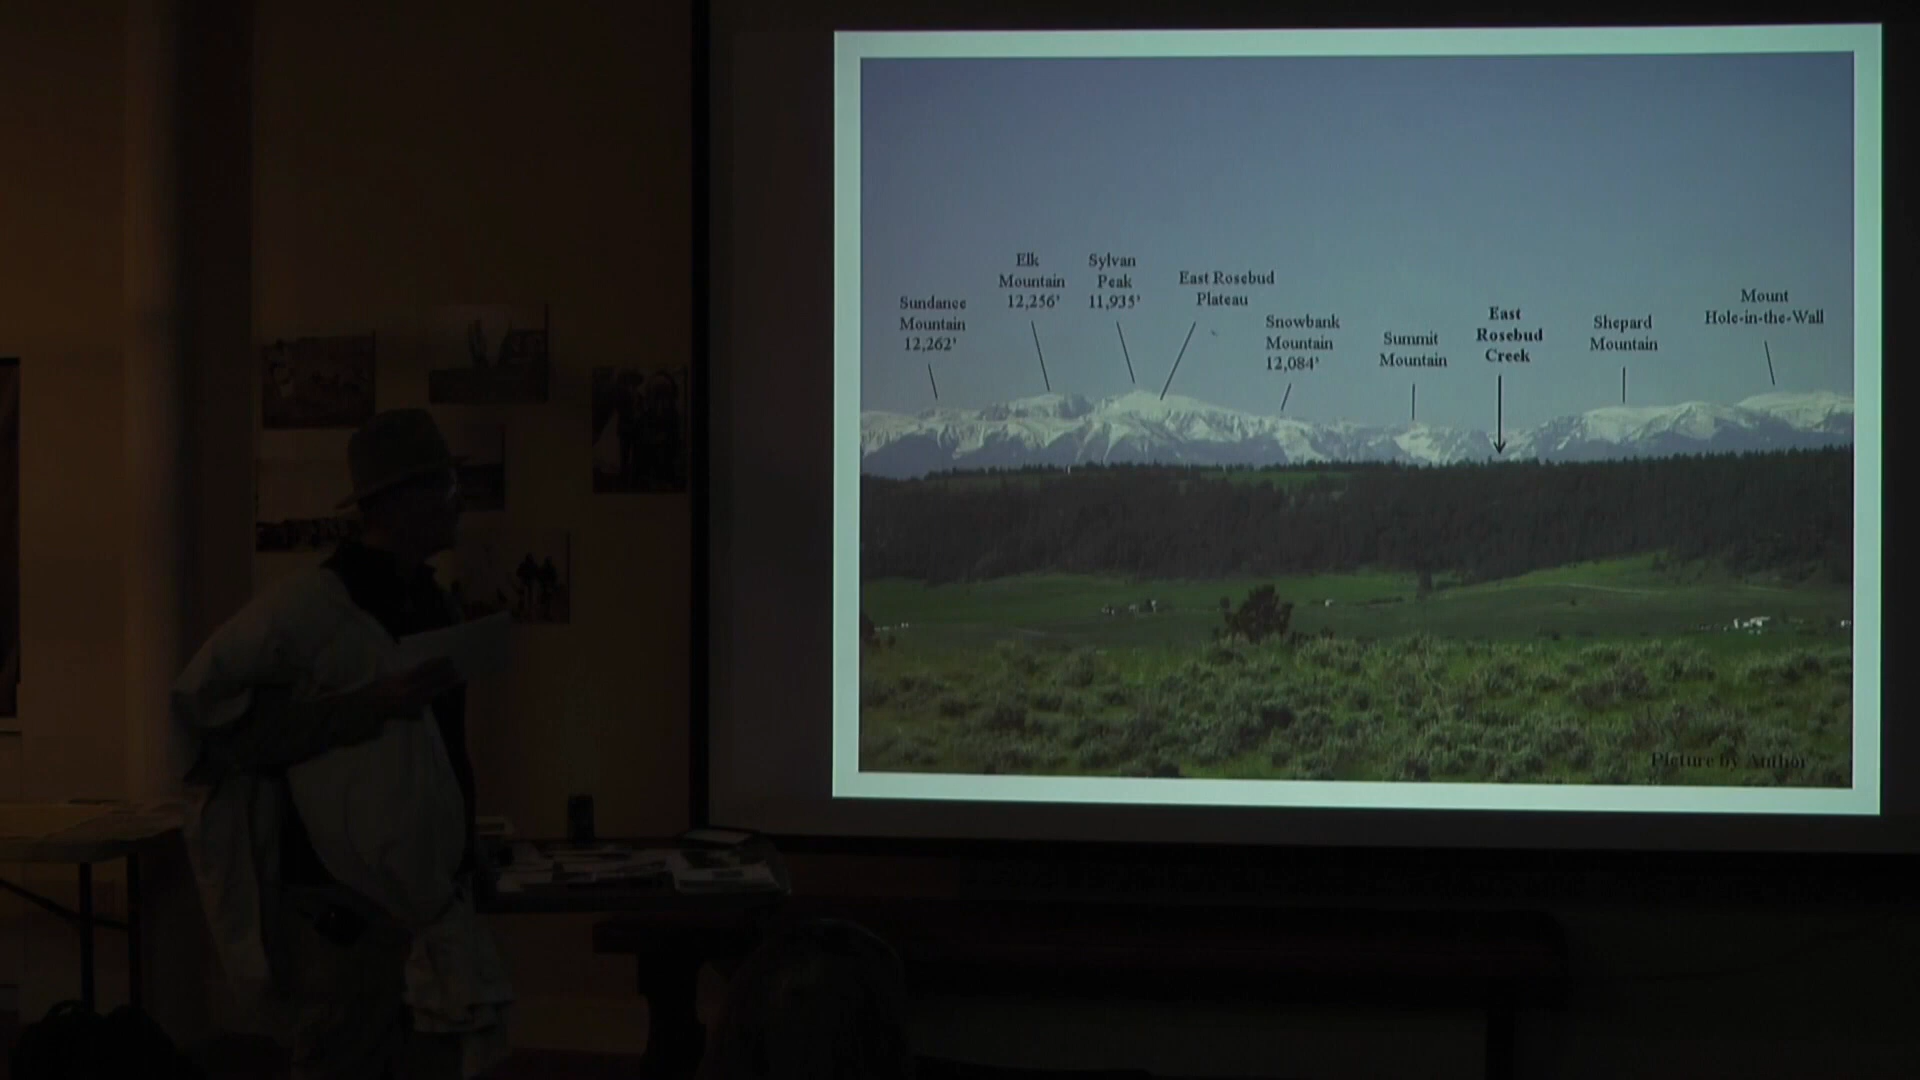 Sundance
Mountain
12,262'
Elk
Mountain
12,256'
Sylvan
Peak
11,935'
East Rosebud
Plateau
Snowbank
Mountain
12,084'
Summit
Mountain
East
Rosebud
Creek
Shepard
Mountain
Mount
Hole-in-the-Wall
Picture by Author